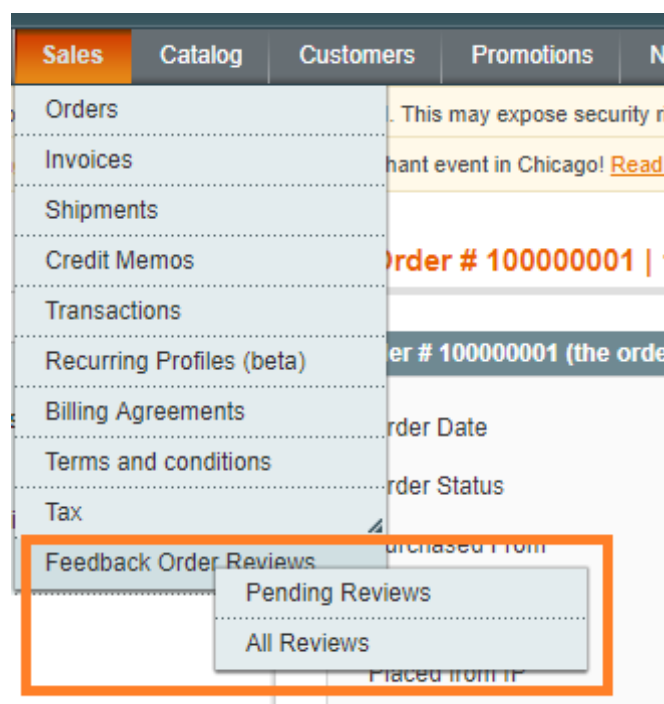 Sales Catalog Customers Promotions N
Orders
. This may expose security
Invoices
hant event in Chicago! Read
Shipments
Credit Memos
rder # 100000001 |
Transactions
Recurring Profiles (beta)
er # 100000001 (the orde
Billing Agreements
rder Date
Terms and conditions
rder Status
Tax
Feedback Order Reviews
Pending Reviews
All Reviews
Placed from IP